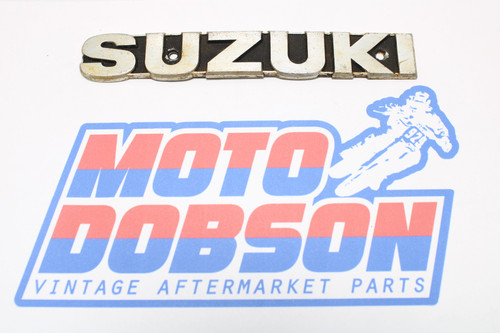 SUZUKI
MOTO
DOBSON
VINTAGE AFTERMARKET PARTS